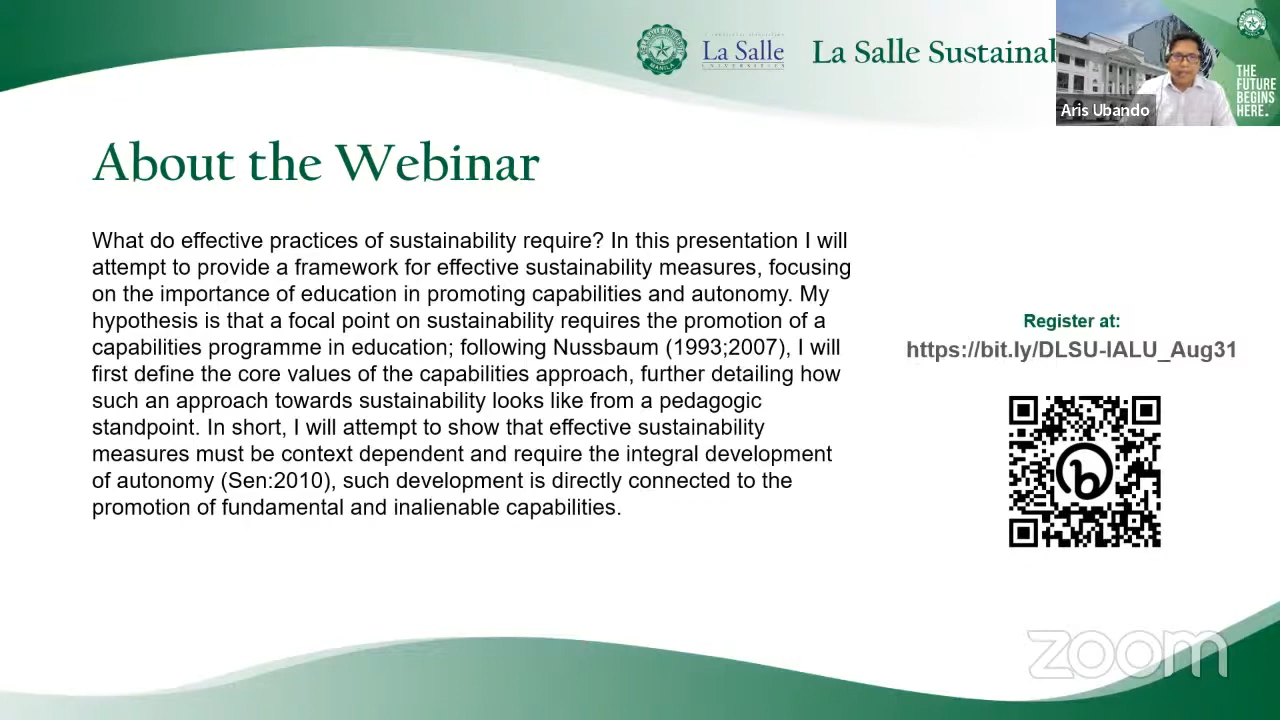 La Salle
UNIVERSITIES
La Salle Sustainab
THE
FUTURE
BEGINS
HERE.
Aris Ubando
About the Webinar
What do effective practices of sustainability require? In this presentation I will
attempt to provide a framework for effective sustainability measures, focusing
on the importance of education in promoting capabilities and autonomy. My
hypothesis is that a focal point on sustainability requires the promotion of a
capabilities programme in education; following Nussbaum (1993;2007), I will
first define the core values of the capabilities approach, further detailing how
such an approach towards sustainability looks like from a pedagogic
standpoint. In short, I will attempt to show that effective sustainability
measures must be context dependent and require the integral development
of autonomy (Sen:2010), such development is directly connected to the
promotion of fundamental and inalienable capabilities.
Register at:
https://bit.ly/DLSU-IALU_Aug31
zoom